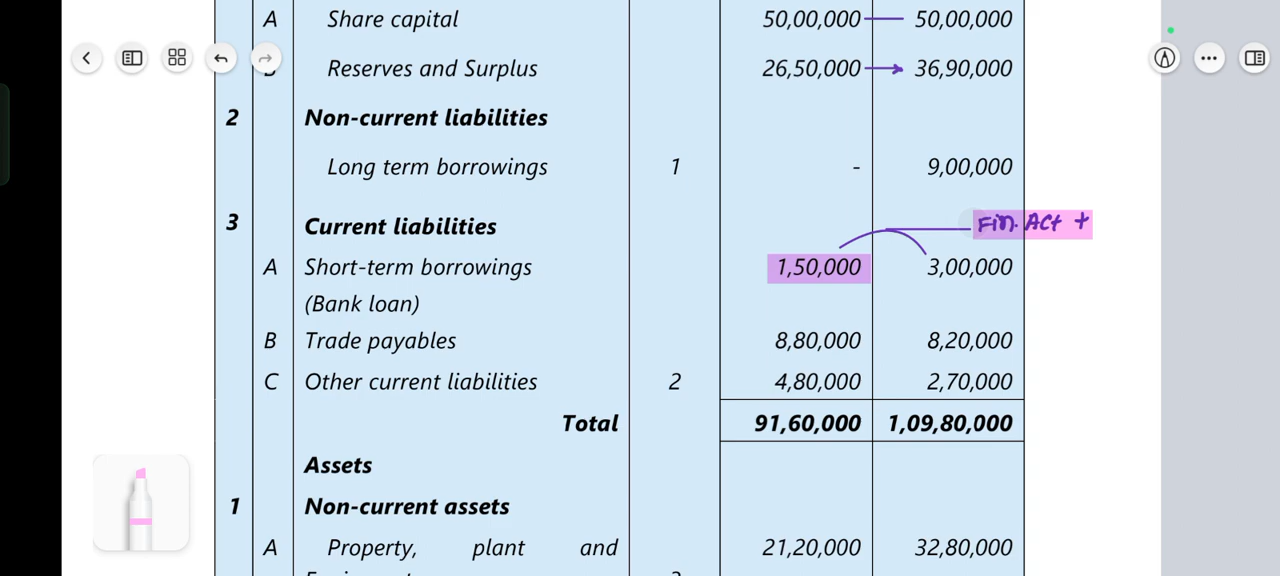 A Share capital 50,00,000 50,00,000
Reserves and Surplus 26,50,000 36,90,000
2 Non-current liabilities
Long term borrowings 1 - 9,00,000
Fin. Act +
3 Current liabilities
A Short-term borrowings 1,50,000 3,00,000
(Bank loan)
B Trade payables 8,80,000 8,20,000
C Other current liabilities 2 4,80,000 2,70,000
Total 91,60,000 1,09,80,000
Assets
1 Non-current assets
A Property, plant and 21,20,000 32,80,000